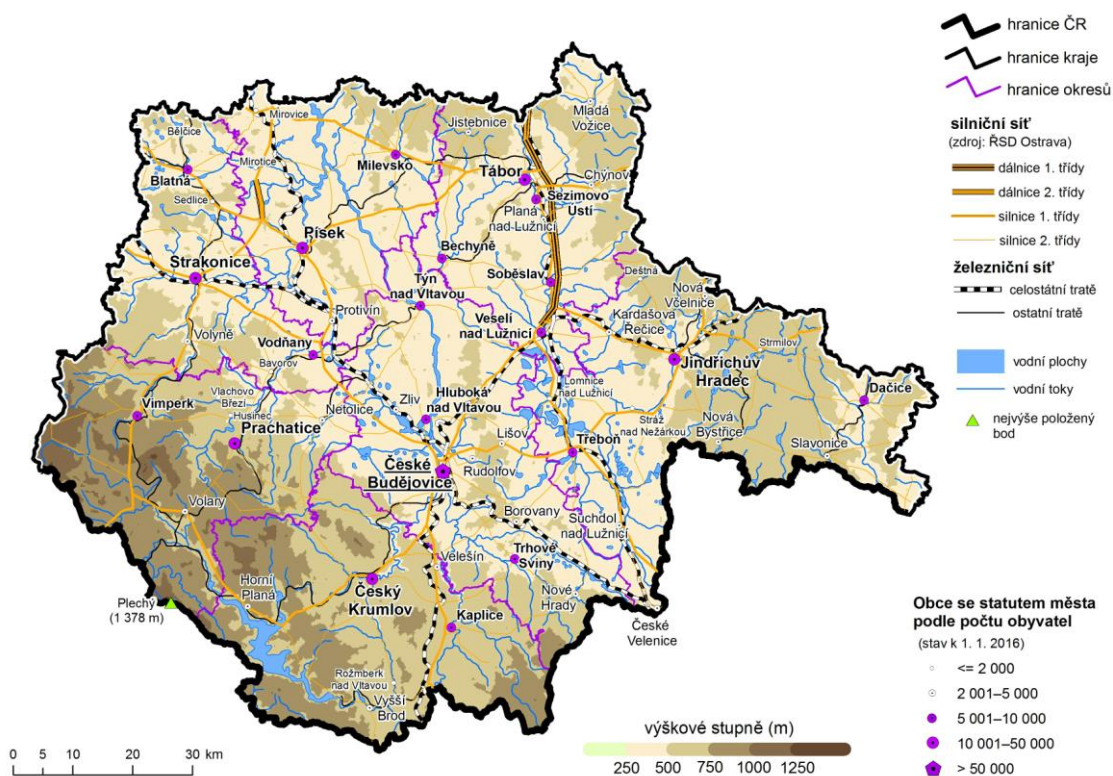 hranice ČR
hranice kraje
hranice okresů
silniční síť
(zdroj: ŘSD Ostrava)
dálnice 1. třídy
dálnice 2. třídy
silnice 1. třídy
silnice 2. třídy
železniční síť
celostátní tratě
ostatní tratě
vodní plochy
vodní toky
nejvýše položený
bod
Obce se statutem města
podle počtu obyvatel
(stav k 1. 1. 2016)
<= 2 000
2 001–5 000
5 001–10 000
10 001–50 000
> 50 000
Mirovice
Bělčice
Jistebnice
Mladá
Vožice
Mirotice
Milevsko
Blatná
Tábor
Chýnov
Sedlice
Sezimovo
Ústí
Planá
nad Lužnicí
Písek
Bechyně
Strakonice
Soběslav
Deštná
Týn
nad Vltavou
Nová
Včelnice
Protivín
Kardašova
Řečice
Veselí
nad Lužnicí
Volyně
Vodňany
Strmilov
Bavorov
Jindřichův
Hradec
Vlachovo
Březí
Lomnice
nad Lužnicí
Dačice
Vimperk
Husinec
Netolice
Zliv
Hluboká
nad Vltavou
Stráž
nad Nežárkou
Nová
Bystřice
Prachatice
Lišov
Třeboň
Slavonice
České
Budějovice
Rudolfov
Volary
Borovany
Suchdol
nad Lužnicí
Velešín
Trhové
Sviny
Horní
Planá
Český
Krumlov
Nové
Hrady
Plechý
(1 378 m)
Kaplice
České
Velenice
Rožmberk
nad Vltavou
Vyšší
Brod
výškové stupně (m)
250 500 750 1000 1250
0 5 10 20 30 km